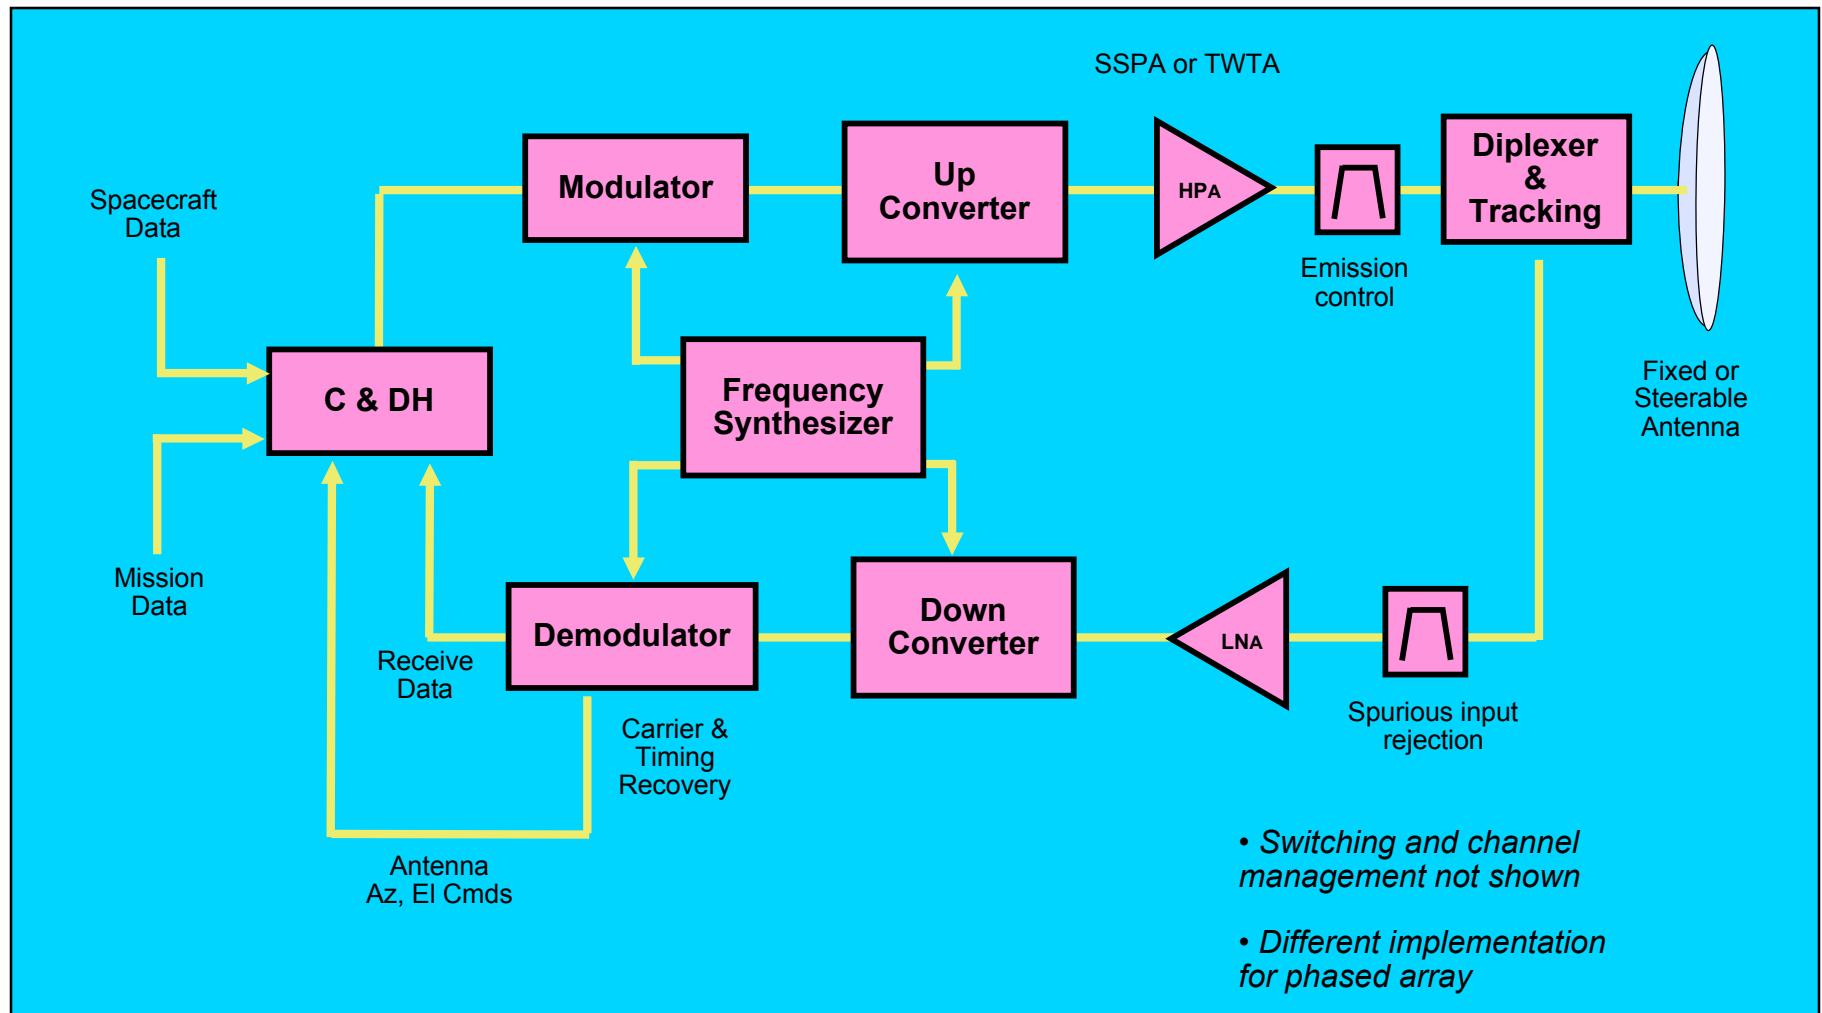 SSPA or TWTA
Spacecraft
Data
Modulator
Up
Converter
HPA
Diplexer
&
Tracking
Emission
control
C & DH
Frequency
Synthesizer
Fixed or
Steerable
Antenna
Mission
Data
Receive
Data
Demodulator
Down
Converter
LNA
Carrier &
Timing
Recovery
Spurious input
rejection
Antenna
Az, El Cmds
• Switching and channel
management not shown
• Different implementation
for phased array